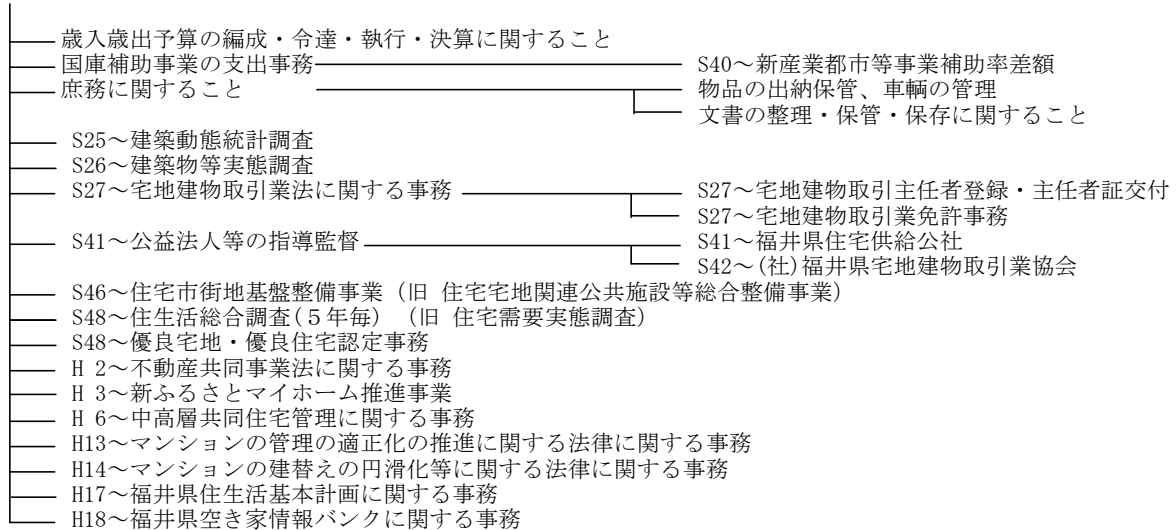 歳入歳出予算の編成・令達・執行・決算に関すること
国庫補助事業の支出事務 S40～新産業都市等事業補助率差額
庶務に関すること 物品の出納保管、車輌の管理
文書の整理・保管・保存に関すること
S25～建築動態統計調査
S26～建築物等実態調査
S27～宅地建物取引業法に関する事務 S27～宅地建物取引主任者登録・主任者証交付
S27～宅地建物取引業免許事務
S41～公益法人等の指導監督 S41～福井県住宅供給公社
S42～(社)福井県宅地建物取引業協会
S46～住宅市街地基盤整備事業 (旧 住宅宅地関連公共施設等総合整備事業)
S48～住生活総合調査(５年毎) (旧 住宅需要実態調査)
S48～優良宅地・優良住宅認定事務
H 2～不動産共同事業法に関する事務
H 3～新ふるさとマイホーム推進事業
H 6～中高層共同住宅管理に関する事務
H13～マンションの管理の適正化の推進に関する法律に関する事務
H14～マンションの建替えの円滑化等に関する法律に関する事務
H17～福井県住生活基本計画に関する事務
H18～福井県空き家情報バンクに関する事務